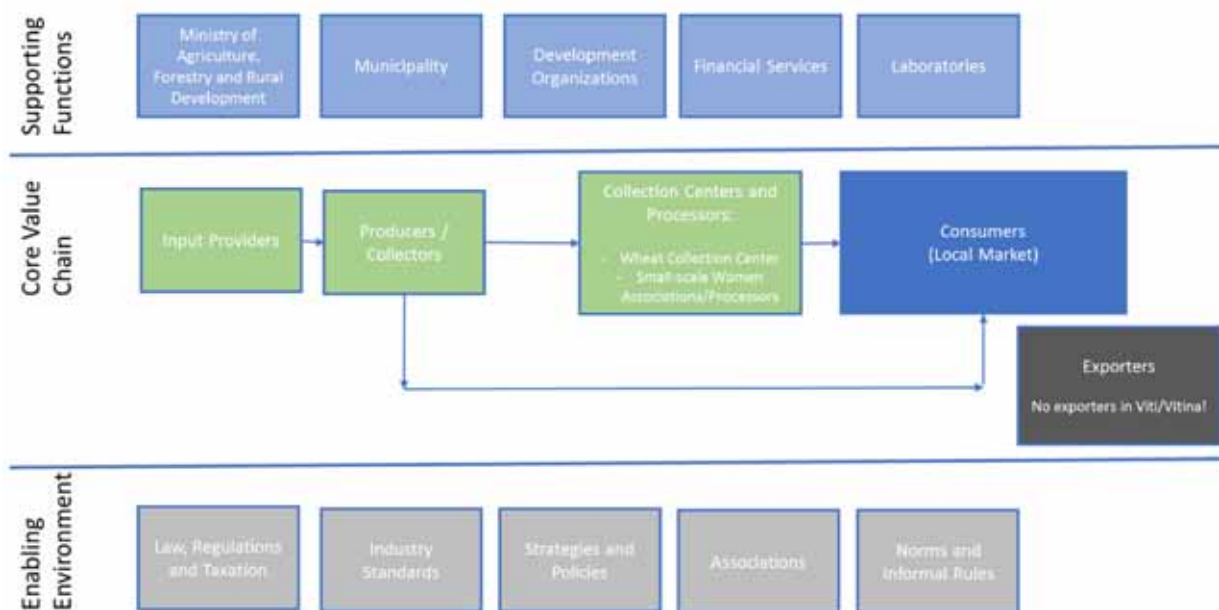 Supporting
Functions
Ministry of
Agriculture,
Forestry and Rural
Development
Municipality
Development
Organizations
Financial Services
Laboratories
Core Value
Chain
Input Providers
Producers /
Collectors
Collection Centers and
Processors:
- Wheat Collection Center
- Small-scale Women
Associations/Processors
Consumers
(Local Market)
Exporters
No exporters in Viti/Vitina!
Enabling
Environment
Law, Regulations
and Taxation
Industry
Standards
Strategies and
Policies
Associations
Norms and
Informal Rules